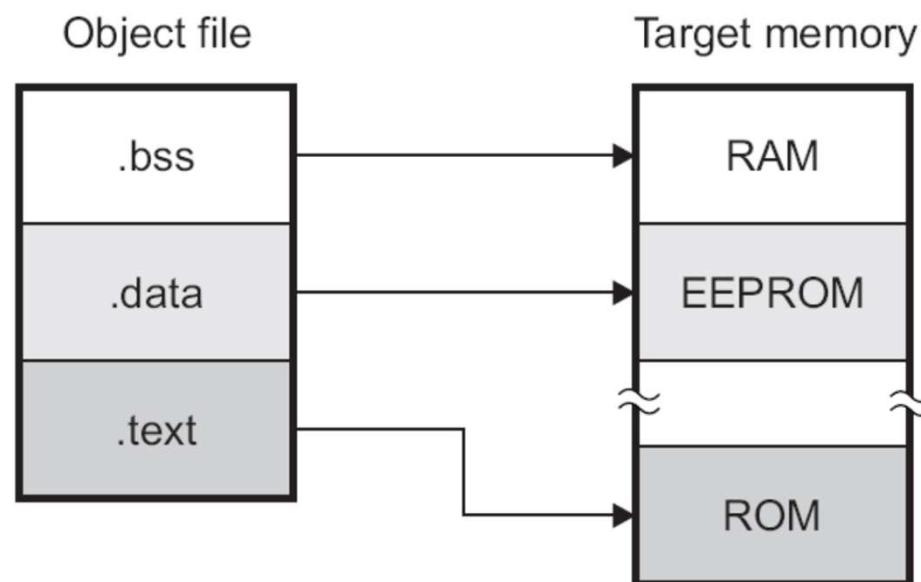 Object file
Target memory
.bss
RAM
.data
EEPROM
.text
ROM